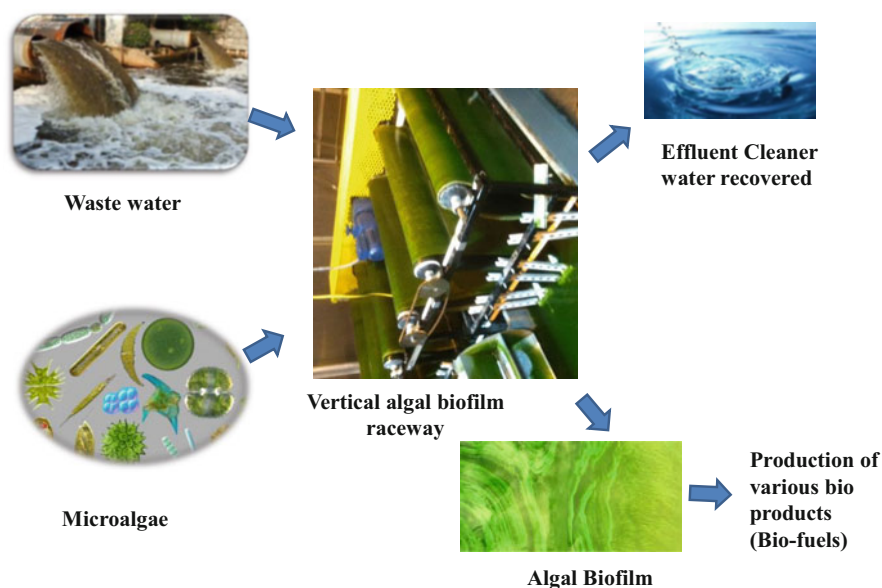 Waste water
Effluent Cleaner
water recovered
Microalgae
Vertical algal biofilm
raceway
Algal Biofilm
Production of
various bio
products
(Bio-fuels)